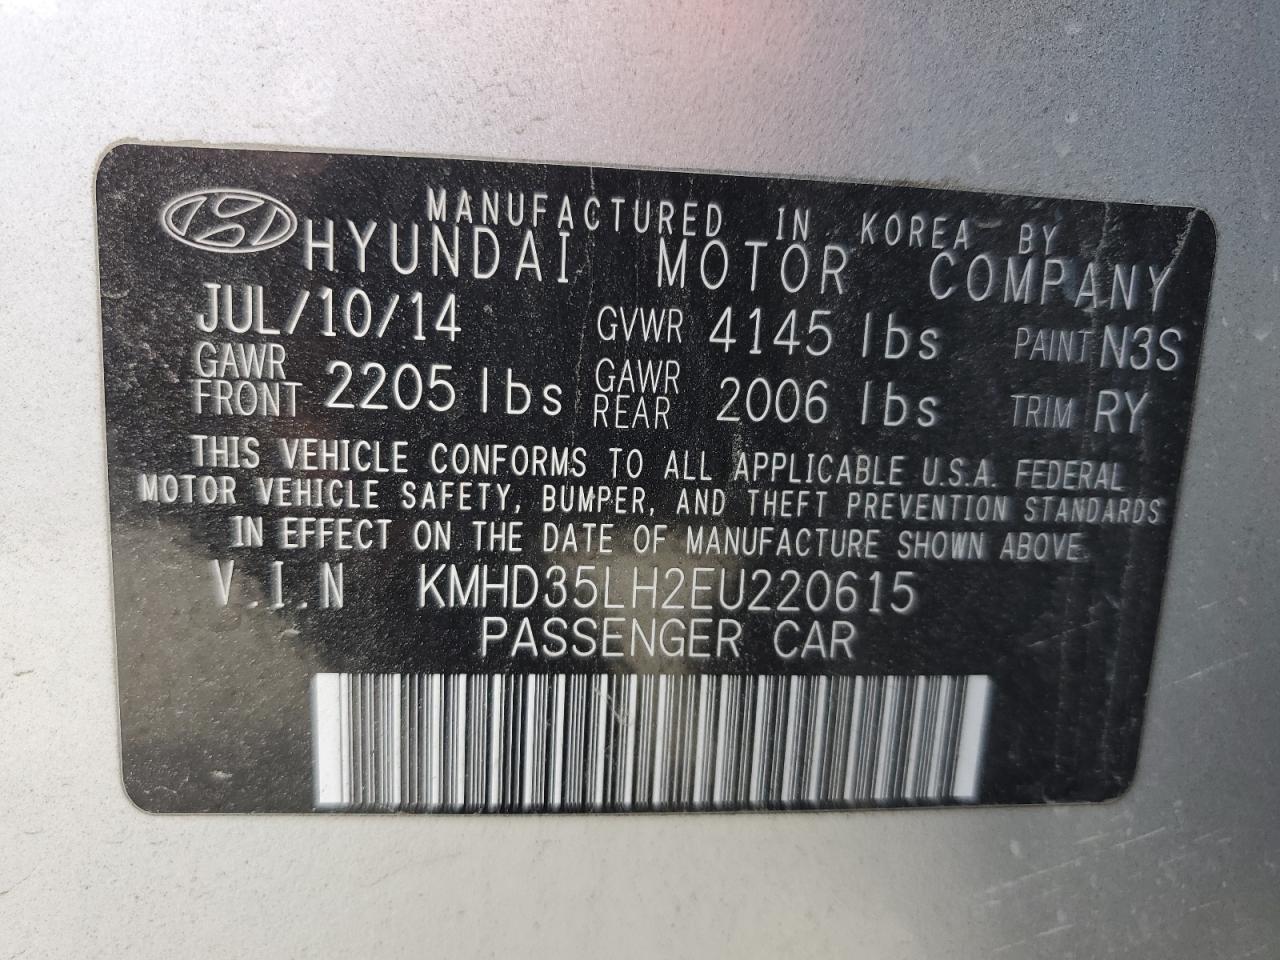 MANUFACTURED IN KOREA BY
HYUNDAI MOTOR COMPANY
JUL/10/14 GVWR 4145 lbs PAINT N3S
GAWR FRONT 2205 lbs GAWR REAR 2006 lbs TRIM RY
THIS VEHICLE CONFORMS TO ALL APPLICABLE U.S.A. FEDERAL
MOTOR VEHICLE SAFETY, BUMPER, AND THEFT PREVENTION STANDARDS
IN EFFECT ON THE DATE OF MANUFACTURE SHOWN ABOVE
V.I.N KMHD35LH2EU220615
PASSENGER CAR